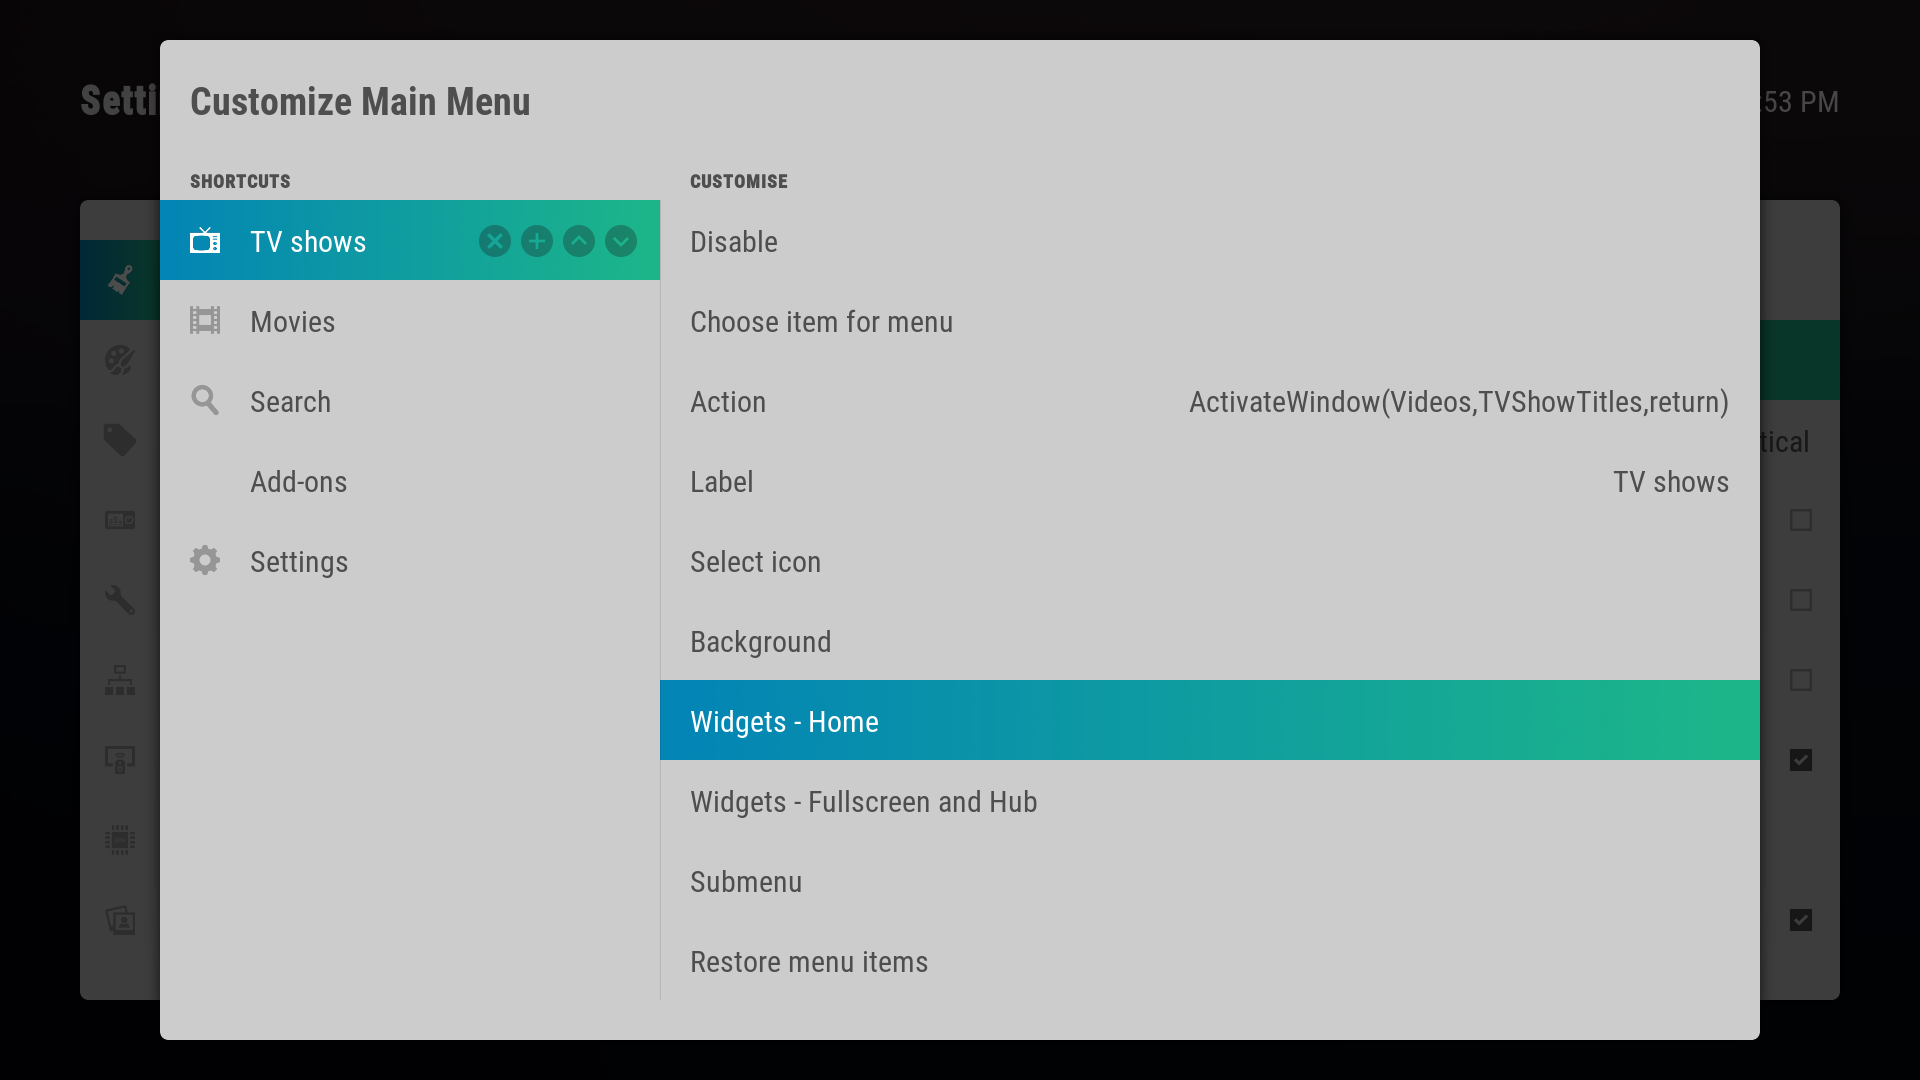 Customize Main Menu
:53 PM
SHORTCUTS
TV shows
Movies
Search
Add-ons
Settings
CUSTOMISE
Disable
Choose item for menu
Action ActivateWindow(Videos,TVShowTitles,return)
Label TV shows
Select icon
Background
Widgets - Home
Widgets - Fullscreen and Hub
Submenu
Restore menu items